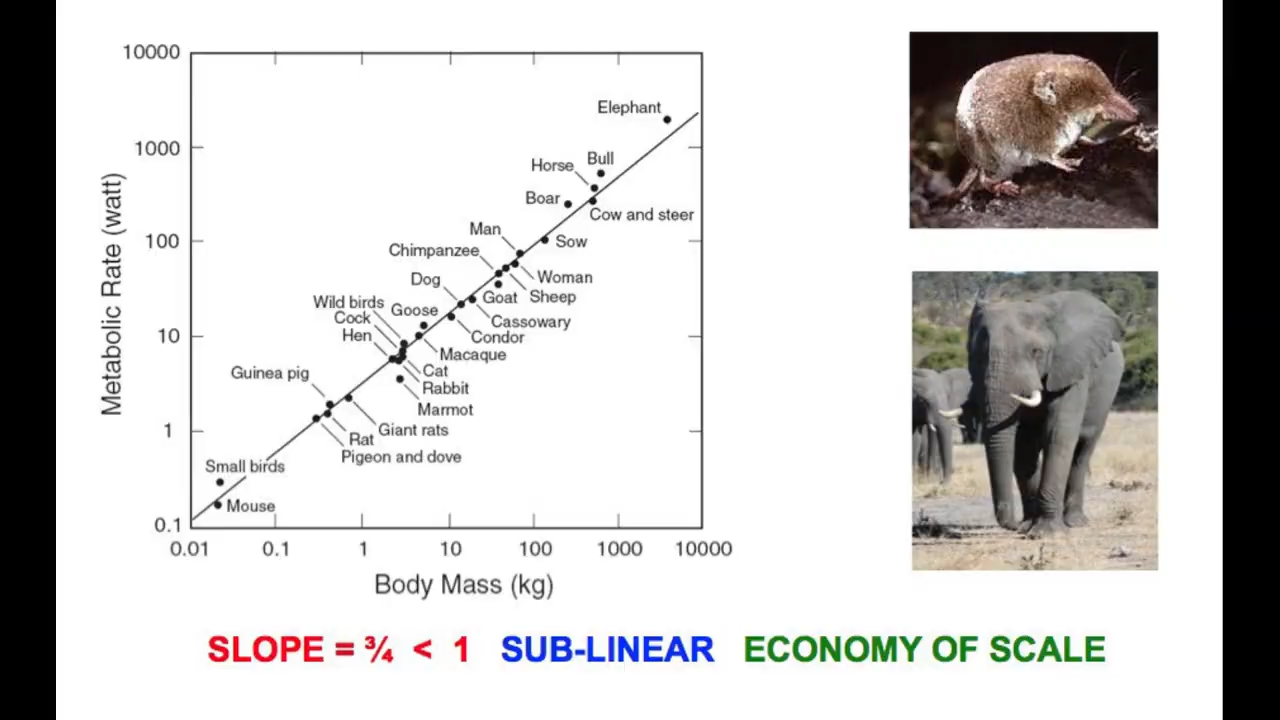 10000
1000
100
10
1
0.1
Metabolic Rate (watt)
Elephant
Bull
Horse
Boar
Cow and steer
Man
Sow
Chimpanzee
Woman
Dog
Goat
Sheep
Wild birds
Goose
Cassowary
Cock
Condor
Hen
Macaque
Cat
Guinea pig
Rabbit
Marmot
Giant rats
Rat
Pigeon and dove
Small birds
Mouse
0.01 0.1 1 10 100 1000 10000
Body Mass (kg)
SLOPE = ¾ < 1 SUB-LINEAR ECONOMY OF SCALE